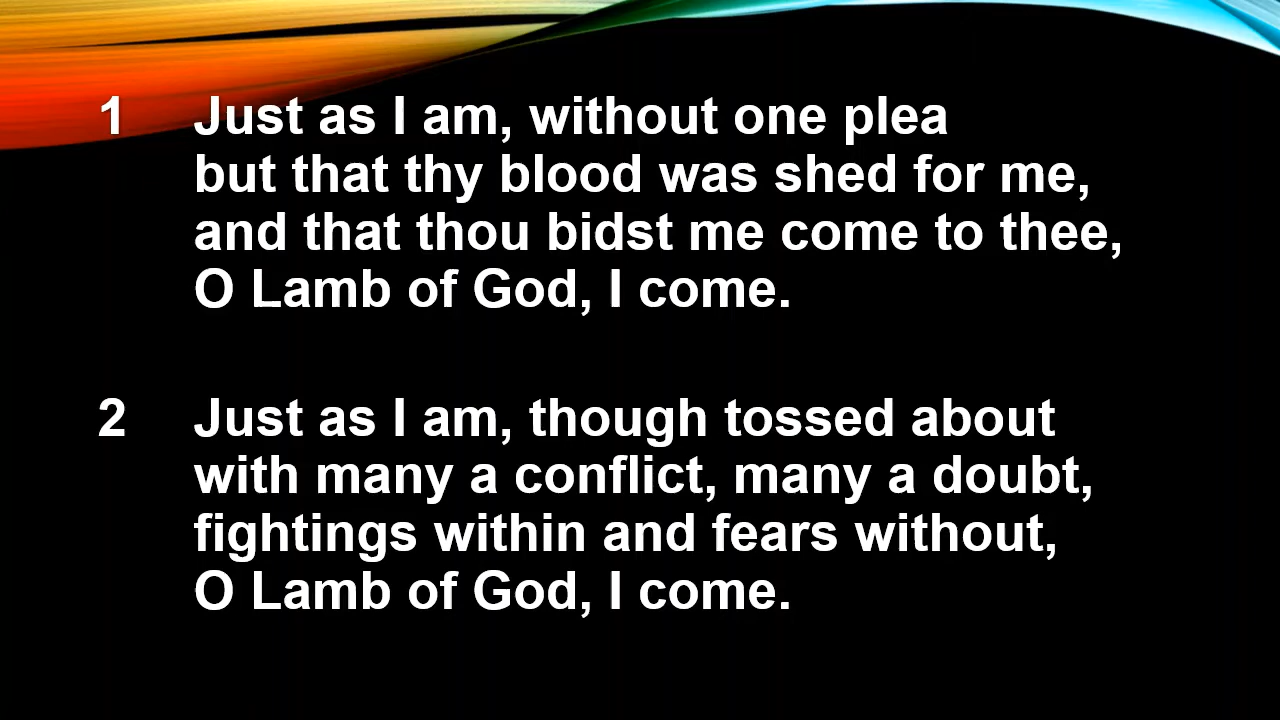 1 Just as I am, without one plea
but that thy blood was shed for me,
and that thou bidst me come to thee,
O Lamb of God, I come.
2 Just as I am, though tossed about
with many a conflict, many a doubt,
fightings within and fears without,
O Lamb of God, I come.